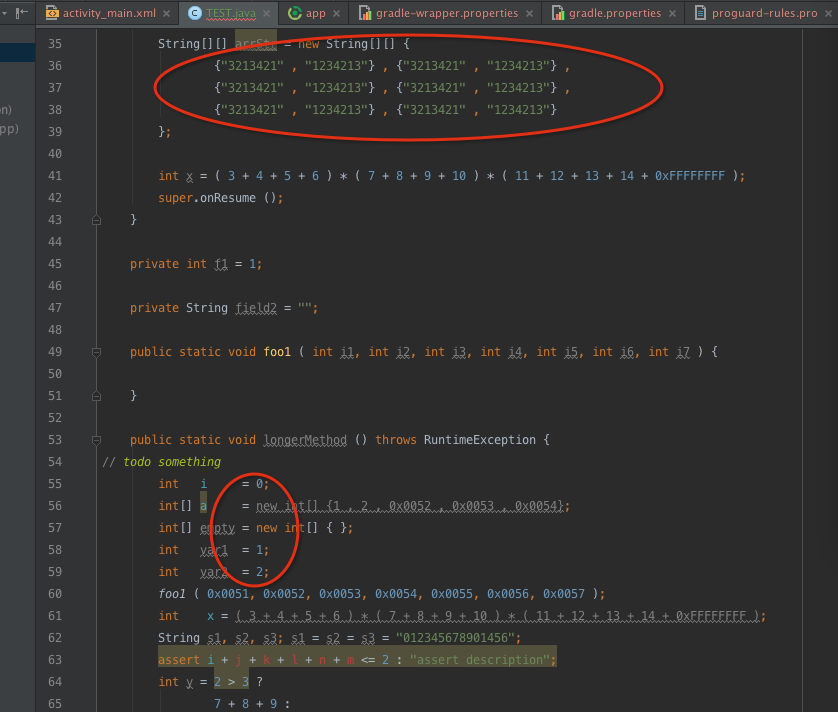 activity_main.xml × TEST.java × app × gradle-wrapper.properties × gradle.properties × proguard-rules.pro ×
35 String[][] arrStr = new String[][] {
36 {"3213421" , "1234213"} , {"3213421" , "1234213"} ,
37 {"3213421" , "1234213"} , {"3213421" , "1234213"} ,
n)
38 {"3213421" , "1234213"} , {"3213421" , "1234213"}
pp)
39 };
40
41 int x = ( 3 + 4 + 5 + 6 ) * ( 7 + 8 + 9 + 10 ) * ( 11 + 12 + 13 + 14 + 0xFFFFFFFF );
42 super.onResume ();
43 }
44
45 private int f1 = 1;
46
47 private String field2 = "";
48
49 public static void foo1 ( int i1, int i2, int i3, int i4, int i5, int i6, int i7 ) {
50
51 }
52
53 public static void longerMethod () throws RuntimeException {
54 // todo something
55 int i = 0;
56 int[] a = new int[] {1 , 2 , 0x0052 , 0x0053 , 0x0054};
57 int[] empty = new int[] { };
58 int var1 = 1;
59 int var2 = 2;
60 foo1 ( 0x0051, 0x0052, 0x0053, 0x0054, 0x0055, 0x0056, 0x0057 );
61 int x = ( 3 + 4 + 5 + 6 ) * ( 7 + 8 + 9 + 10 ) * ( 11 + 12 + 13 + 14 + 0xFFFFFFFF );
62 String s1, s2, s3; s1 = s2 = s3 = "012345678901456";
63 assert i + j + k + l + n + m <= 2 : "assert description";
64 int y = 2 > 3 ?
65 7 + 8 + 9 :